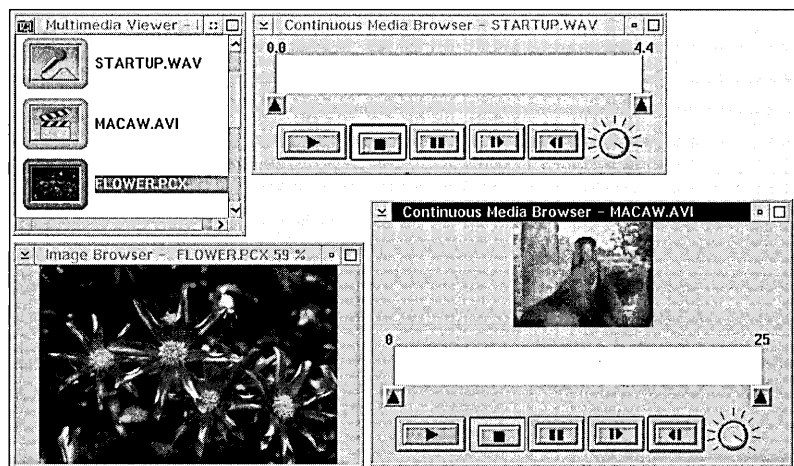 Multimedia Viewer -
STARTUP.WAV
MACAW.AVI
FLOWER.PCX
Continuous Media Browser - STARTUP.WAV
0.0 4.4
Continuous Media Browser - MACAW.AVI
0 25
Image Browser - FLOWER.PCX 59 %